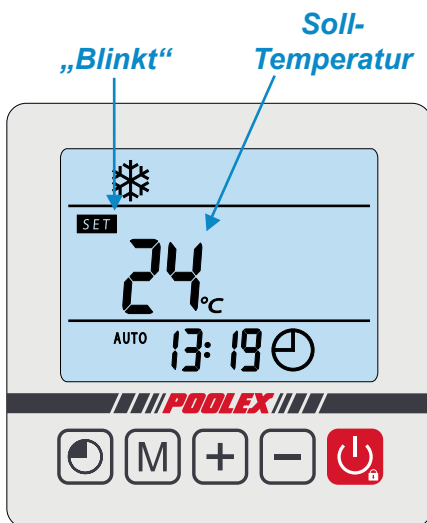 Soll-
„Blinkt“ Temperatur
SET
24 °C
AUTO 13:19
POOLEX
M + −